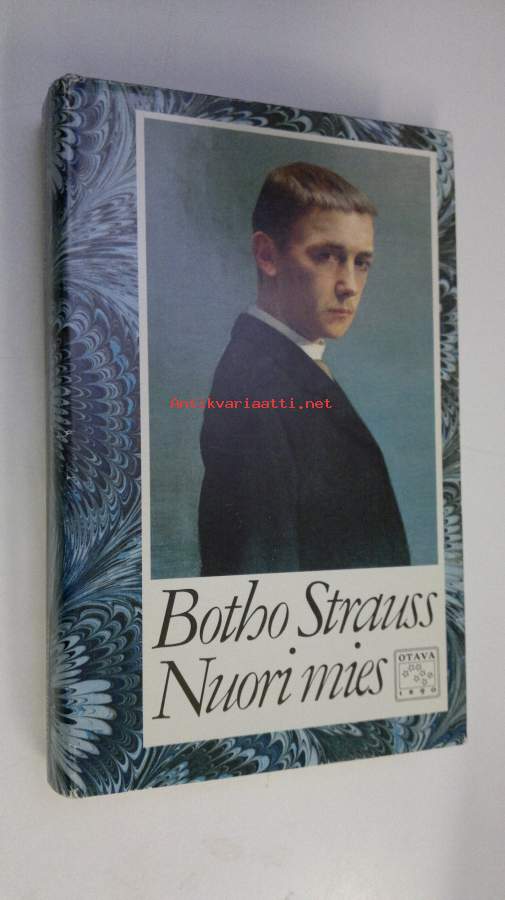 Antikvariaatti.net
Botho Strauss
Nuori mies
OTAVA
1890